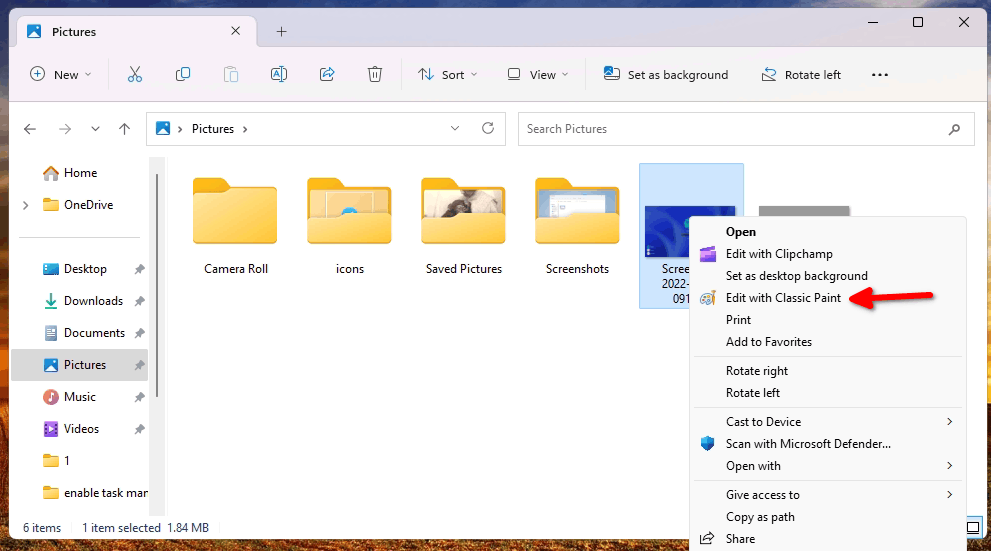 Pictures
New
Sort
View
Set as background
Rotate left
Pictures
Search Pictures
Home
OneDrive
Desktop
Downloads
Documents
Pictures
Music
Videos
1
enable task mar
Camera Roll
icons
Saved Pictures
Screenshots
Scree
2022-
091
Open
Edit with Clipchamp
Set as desktop background
Edit with Classic Paint
Print
Add to Favorites
Rotate right
Rotate left
Cast to Device
Scan with Microsoft Defender...
Open with
Give access to
Copy as path
Share
6 items
1 item selected 1.84 MB